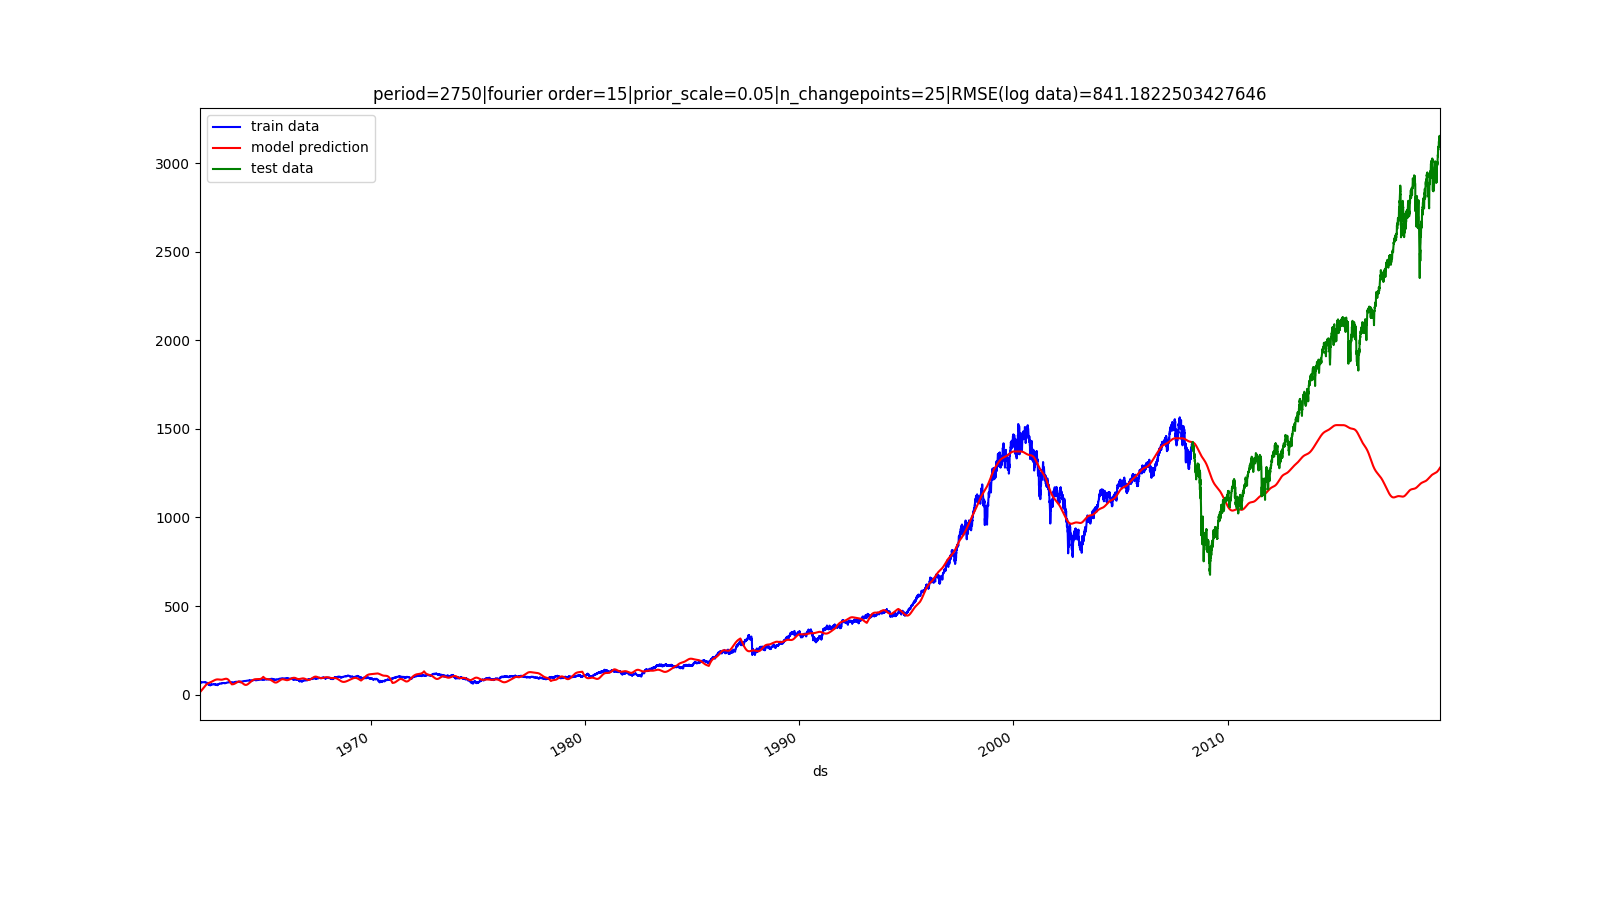 period=2750|fourier order=15|prior_scale=0.05|n_changepoints=25|RMSE(log data)=841.1822503427646
train data
model prediction
test data
3000
2500
2000
1500
1000
500
0
1970
1980
1990
2000
2010
ds